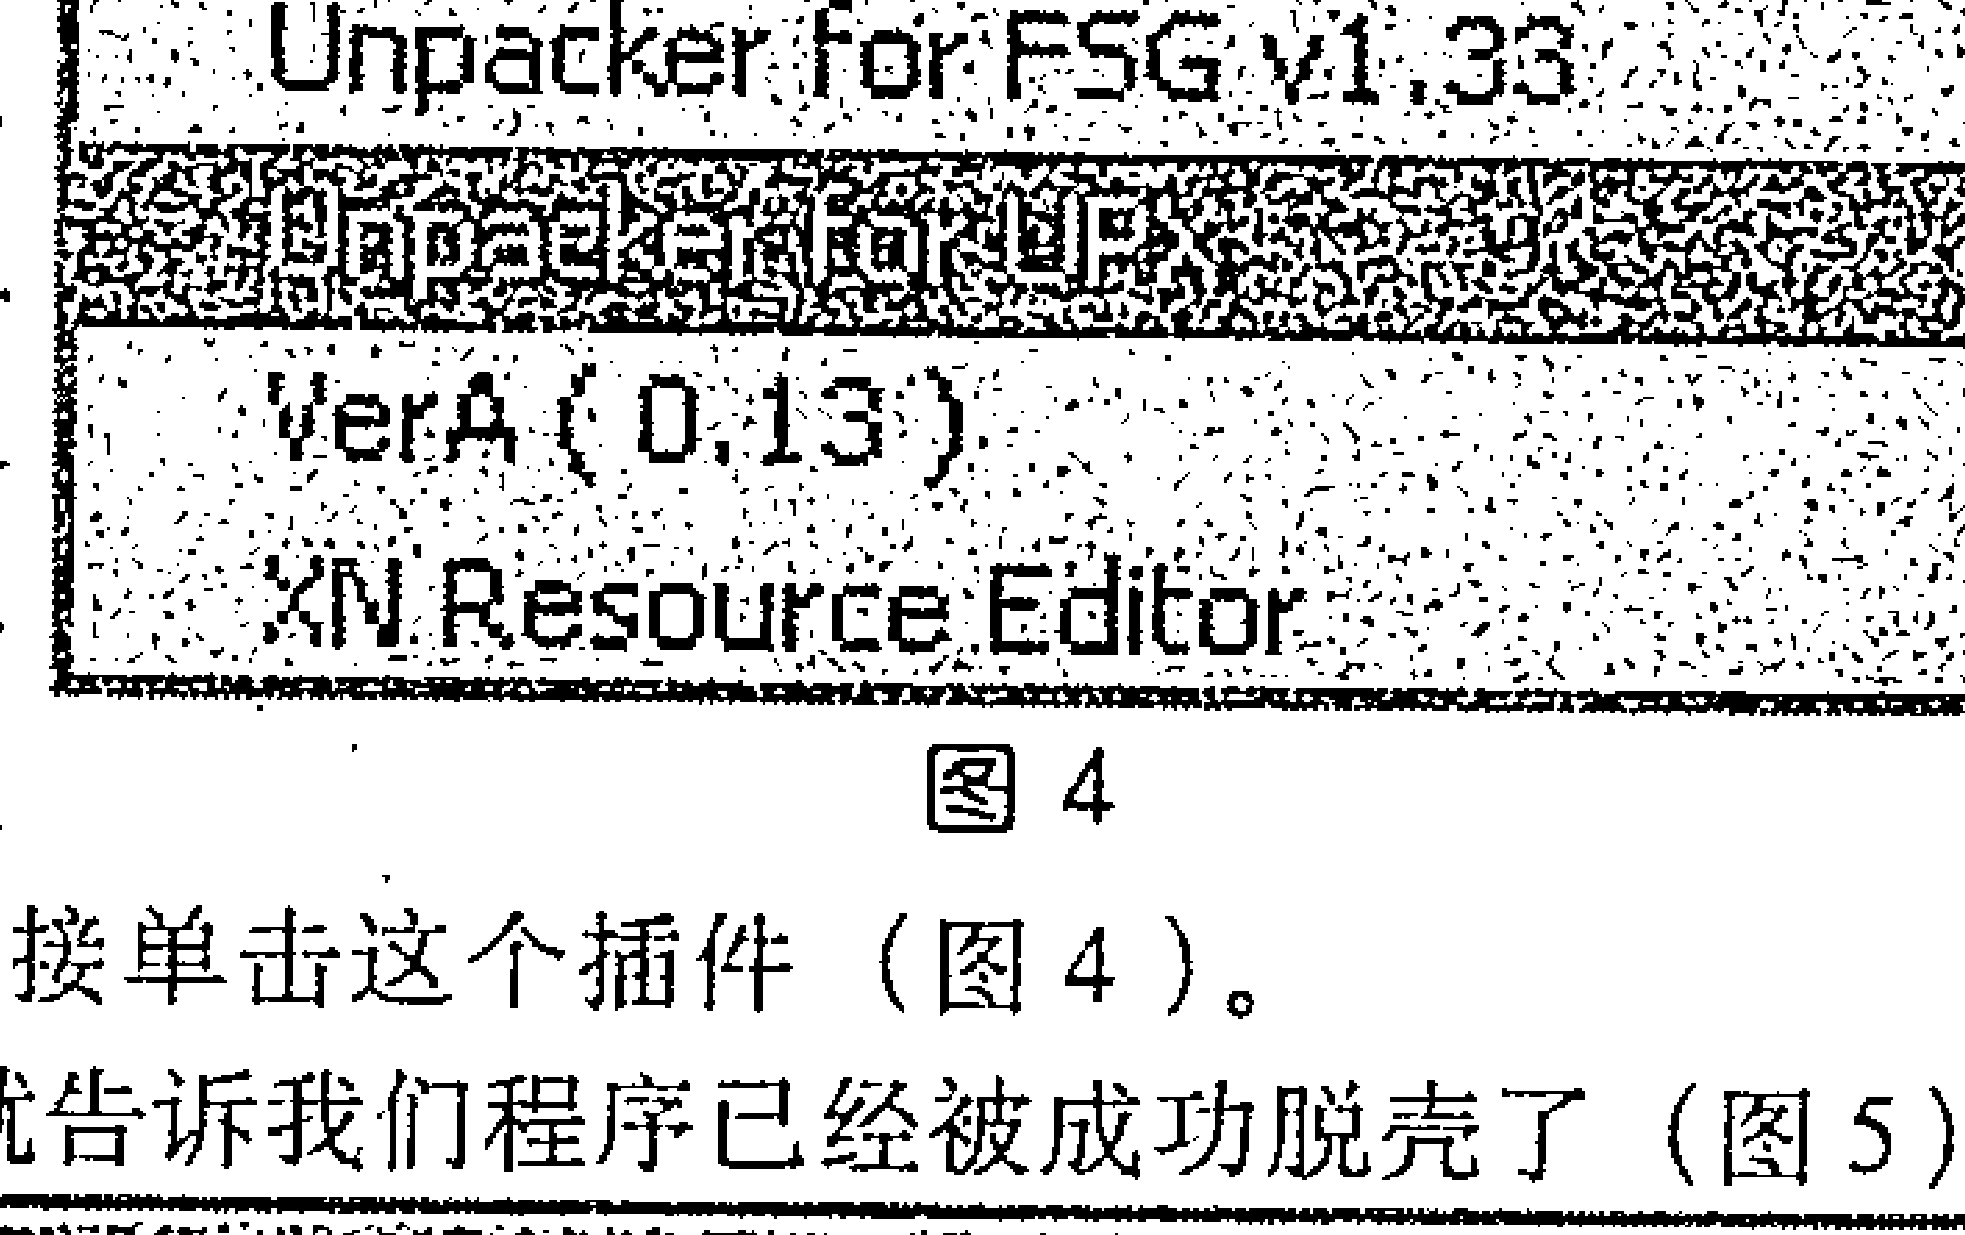 Unpacker for FSG v1.33
Unpacker for UPX
VerA ( 0.13 )
XN Resource Editor
图 4
接单击这个插件（图 4）。
就告诉我们程序已经被成功脱壳了（图 5）